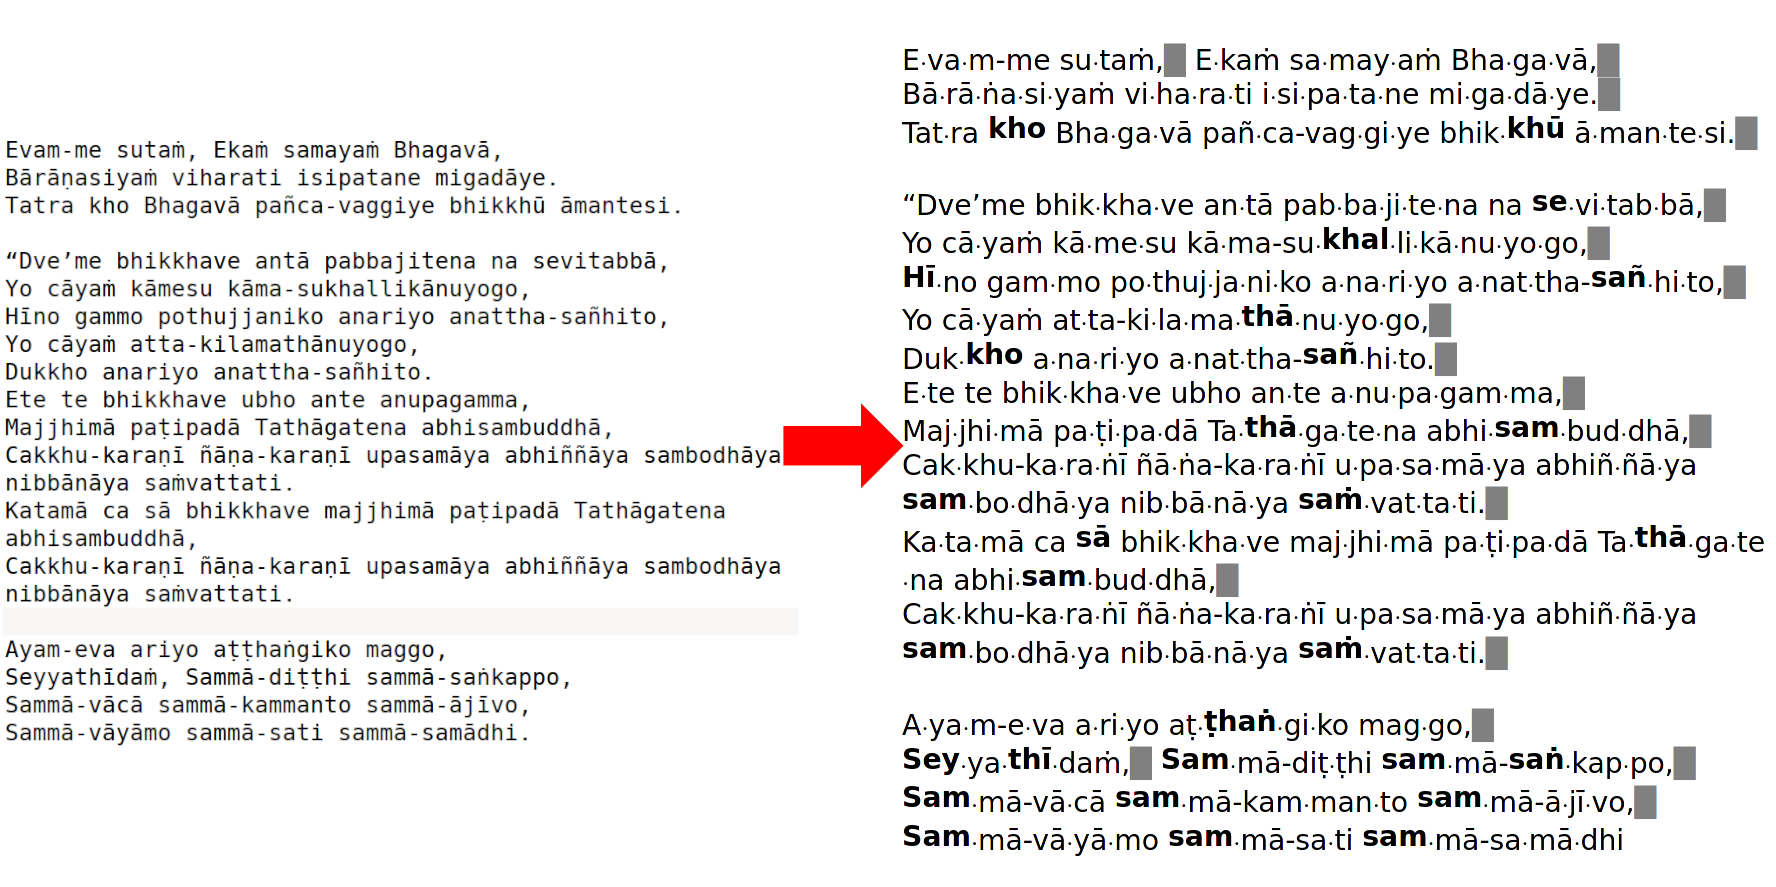 Evam-me sutaṁ, Ekaṁ samayaṁ Bhagavā,
Bārāṇasiyaṁ viharati isipatane migadāye.
Tatra kho Bhagavā pañca-vaggiye bhikkhū āmantesi.
“Dve’me bhikkhave antā pabbajitena na sevitabbā,
Yo cāyaṁ kāmesu kāma-sukhallikānuyogo,
Hīno gammo pothujjaniko anariyo anattha-sañhito,
Yo cāyaṁ atta-kilamathānuyogo,
Dukkho anariyo anattha-sañhito.
Ete te bhikkhave ubho ante anupagamma,
Majjhimā paṭipadā Tathāgatena abhisambuddhā,
Cakkhu-karaṇī ñāṇa-karaṇī upasamāya abhiññāya sambodhāya
nibbānāya saṁvattati.
Katamā ca sā bhikkhave majjhimā paṭipadā Tathāgatena
abhisambuddhā,
Cakkhu-karaṇī ñāṇa-karaṇī upasamāya abhiññāya sambodhāya
nibbānāya saṁvattati.
Ayam-eva ariyo aṭṭhaṅgiko maggo,
Seyyathīdaṁ, Sammā-diṭṭhi sammā-saṅkappo,
Sammā-vācā sammā-kammanto sammā-ājīvo,
Sammā-vāyāmo sammā-sati sammā-samādhi.
E·va·m-me su·taṁ, E·kaṁ sa·may·aṁ Bha·ga·vā,
Bā·rā·ṅa·si·yaṁ vi·ha·ra·ti i·si·pa·ta·ne mi·ga·dā·ye.
Tat·ra kho Bha·ga·vā pañ·ca-vag·gi·ye bhik·khū ā·man·te·si.
“Dve’me bhik·kha·ve an·tā pab·ba·ji·te·na na se·vi·tab·bā,
Yo cā·yaṁ kā·me·su kā·ma-su·khal·li·kā·nu·yo·go,
Hī·no gam·mo po·thuj·ja·ni·ko a·na·ri·yo a·nat·tha-sañ·hi·to,
Yo cā·yaṁ at·ta-ki·la·ma·thā·nu·yo·go,
Duk·kho a·na·ri·yo a·nat·tha-sañ·hi·to.
E·te te bhik·kha·ve ubho an·te a·nu·pa·gam·ma,
Maj·jhi·mā pa·ṭi·pa·dā Ta·thā·ga·te·na abhi·sam·bud·dhā,
Cak·khu-ka·ra·ṅī ñā·ṅa-ka·ra·ṅī u·pa·sa·mā·ya abhiñ·ñā·ya
sam·bo·dhā·ya nib·bā·nā·ya saṁ·vat·ta·ti.
Ka·ta·mā ca sā bhik·kha·ve maj·jhi·mā pa·ṭi·pa·dā Ta·thā·ga·te
·na abhi·sam·bud·dhā,
Cak·khu-ka·ra·ṅī ñā·ṅa-ka·ra·ṅī u·pa·sa·mā·ya abhiñ·ñā·ya
sam·bo·dhā·ya nib·bā·nā·ya saṁ·vat·ta·ti.
A·ya·m-e·va a·ri·yo aṭ·ṭhaṅ·gi·ko mag·go,
Sey·ya·thī·daṁ, Sam·mā-diṭ·ṭhi sam·mā-saṅ·kap·po,
Sam·mā-vā·cā sam·mā-kam·man·to sam·mā-ā·jī·vo,
Sam·mā-vā·yā·mo sam·mā-sa·ti sam·mā-sa·mā·dhi